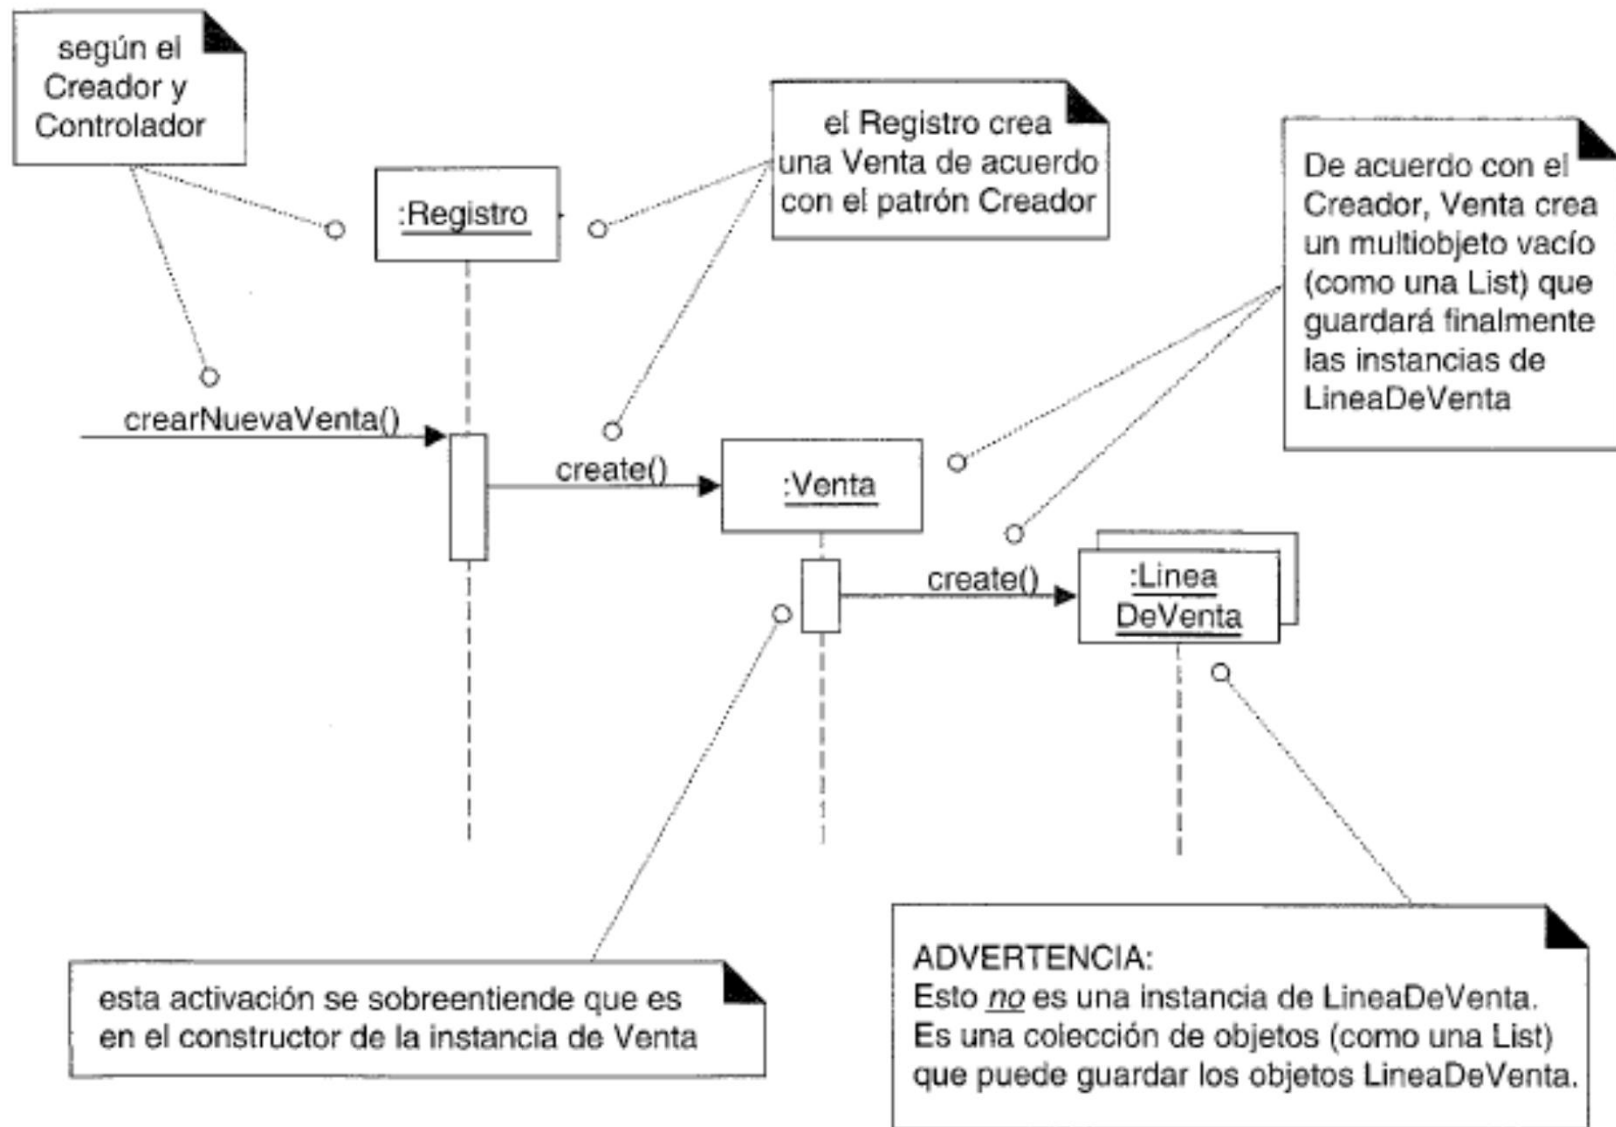 según el
Creador y
Controlador
:Registro
el Registro crea
una Venta de acuerdo
con el patrón Creador
De acuerdo con el
Creador, Venta crea
un multiobjeto vacío
(como una List) que
guardará finalmente
las instancias de
LineaDeVenta
crearNuevaVenta()
create()
:Venta
create()
:Linea
DeVenta
esta activación se sobreentiende que es
en el constructor de la instancia de Venta
ADVERTENCIA:
Esto no es una instancia de LineaDeVenta.
Es una colección de objetos (como una List)
que puede guardar los objetos LineaDeVenta.